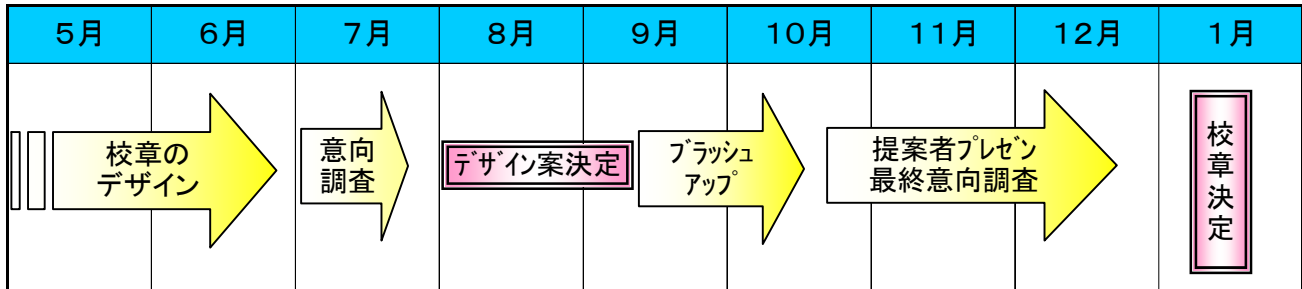 ５月 ６月 ７月 ８月 ９月 １０月 １１月 １２月 １月
校章の
デザイン
意向
調査
ﾃﾞｻﾞｲﾝ案決定
ﾌﾞﾗｯｼｭ
ｱｯﾌﾟ
提案者ﾌﾟﾚｾﾞﾝ
最終意向調査
校章決定